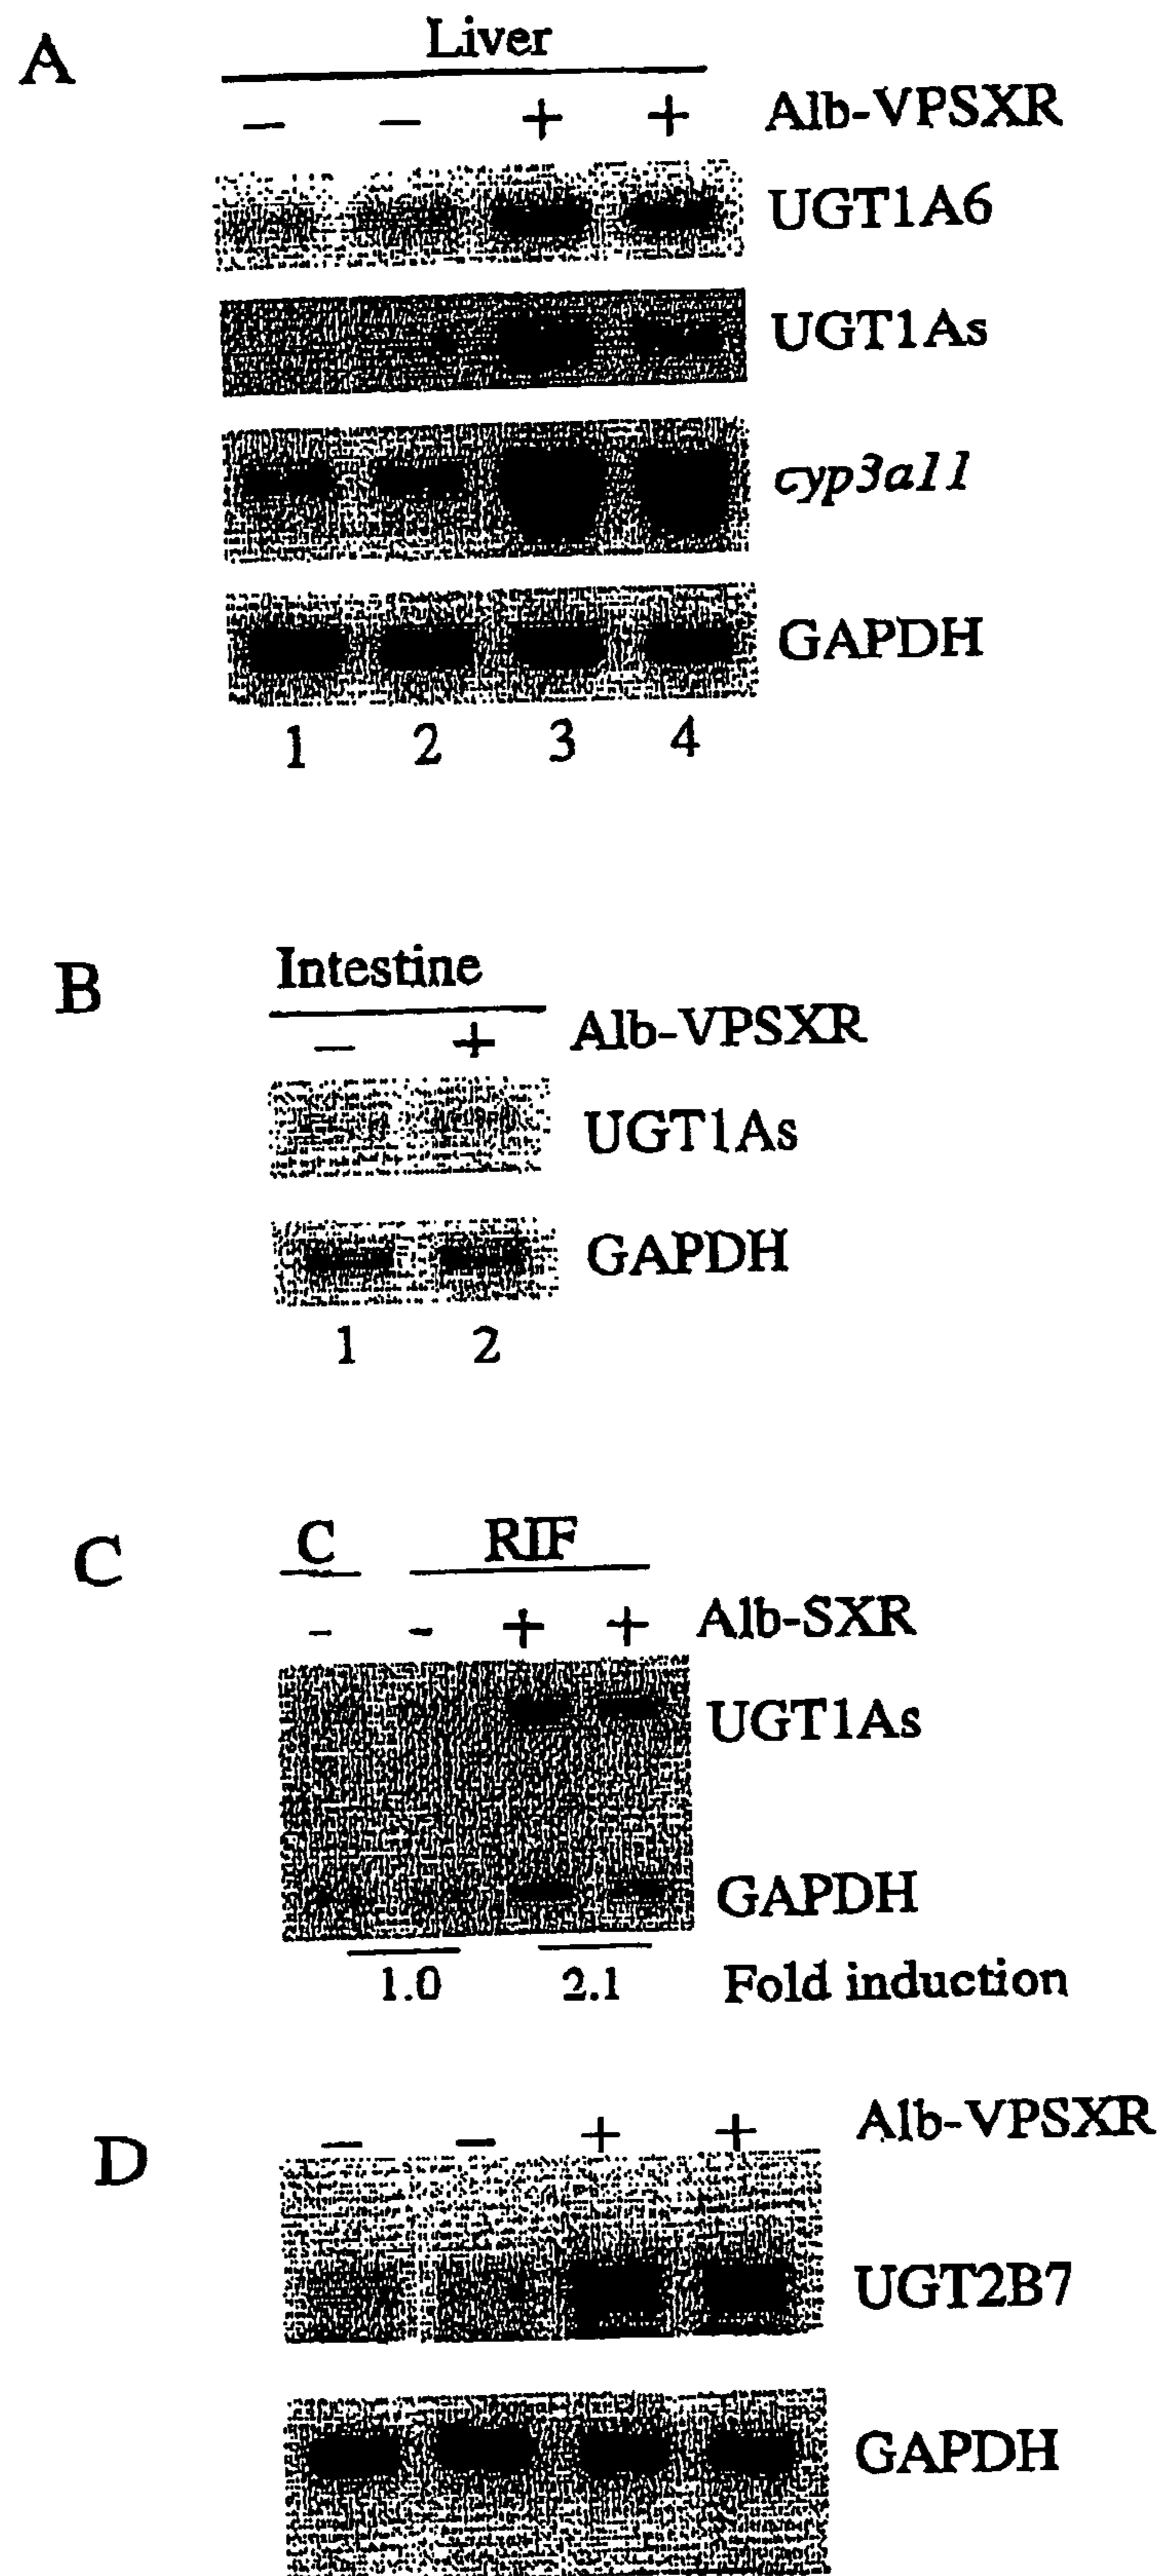 A
Liver
− − + + Alb-VPSXR
UGT1A6
UGT1As
cyp3a11
GAPDH
1 2 3 4
B
Intestine
− + Alb-VPSXR
UGT1As
GAPDH
1 2
C
C RIF
- - + + Alb-SXR
UGT1As
GAPDH
1.0 2.1 Fold induction
D
− − + + Alb-VPSXR
UGT2B7
GAPDH